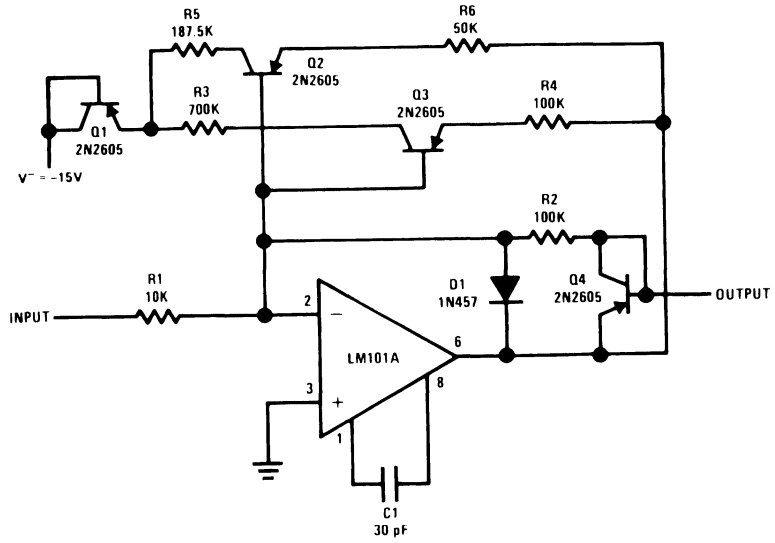 R5
187.5K
R6
50K
Q2
2N2605
Q3
2N2605
R4
100K
R3
700K
Q1
2N2605
V⁻ = -15V
R2
100K
R1
10K
D1
1N457
Q4
2N2605
INPUT
OUTPUT
2
−
6
LM101A
8
3
+
1
C1
30 pF